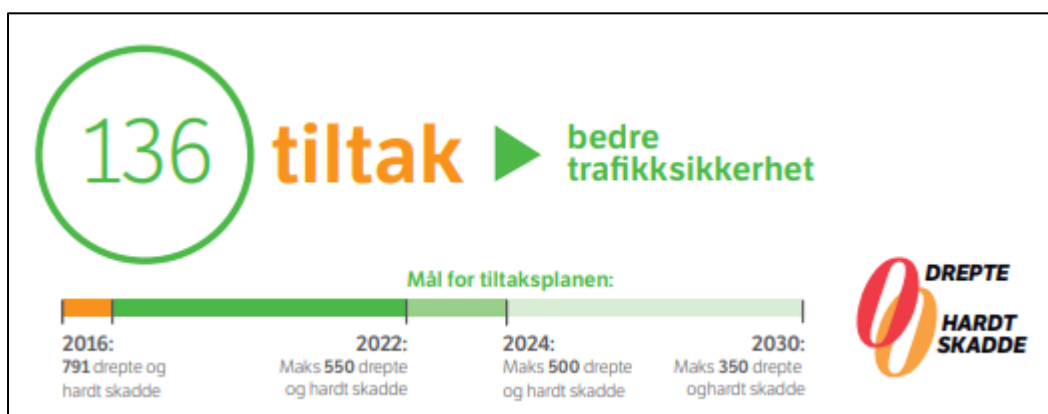 136
tiltak
bedre
trafikksikkerhet
Mål for tiltaksplanen:
2016:
791 drepte og
hardt skadde
2022:
Maks 550 drepte
og hardt skadde
2024:
Maks 500 drepte
og hardt skadde
2030:
Maks 350 drepte
oghardt skadde
0 DREPTE
0 HARDT
SKADDE